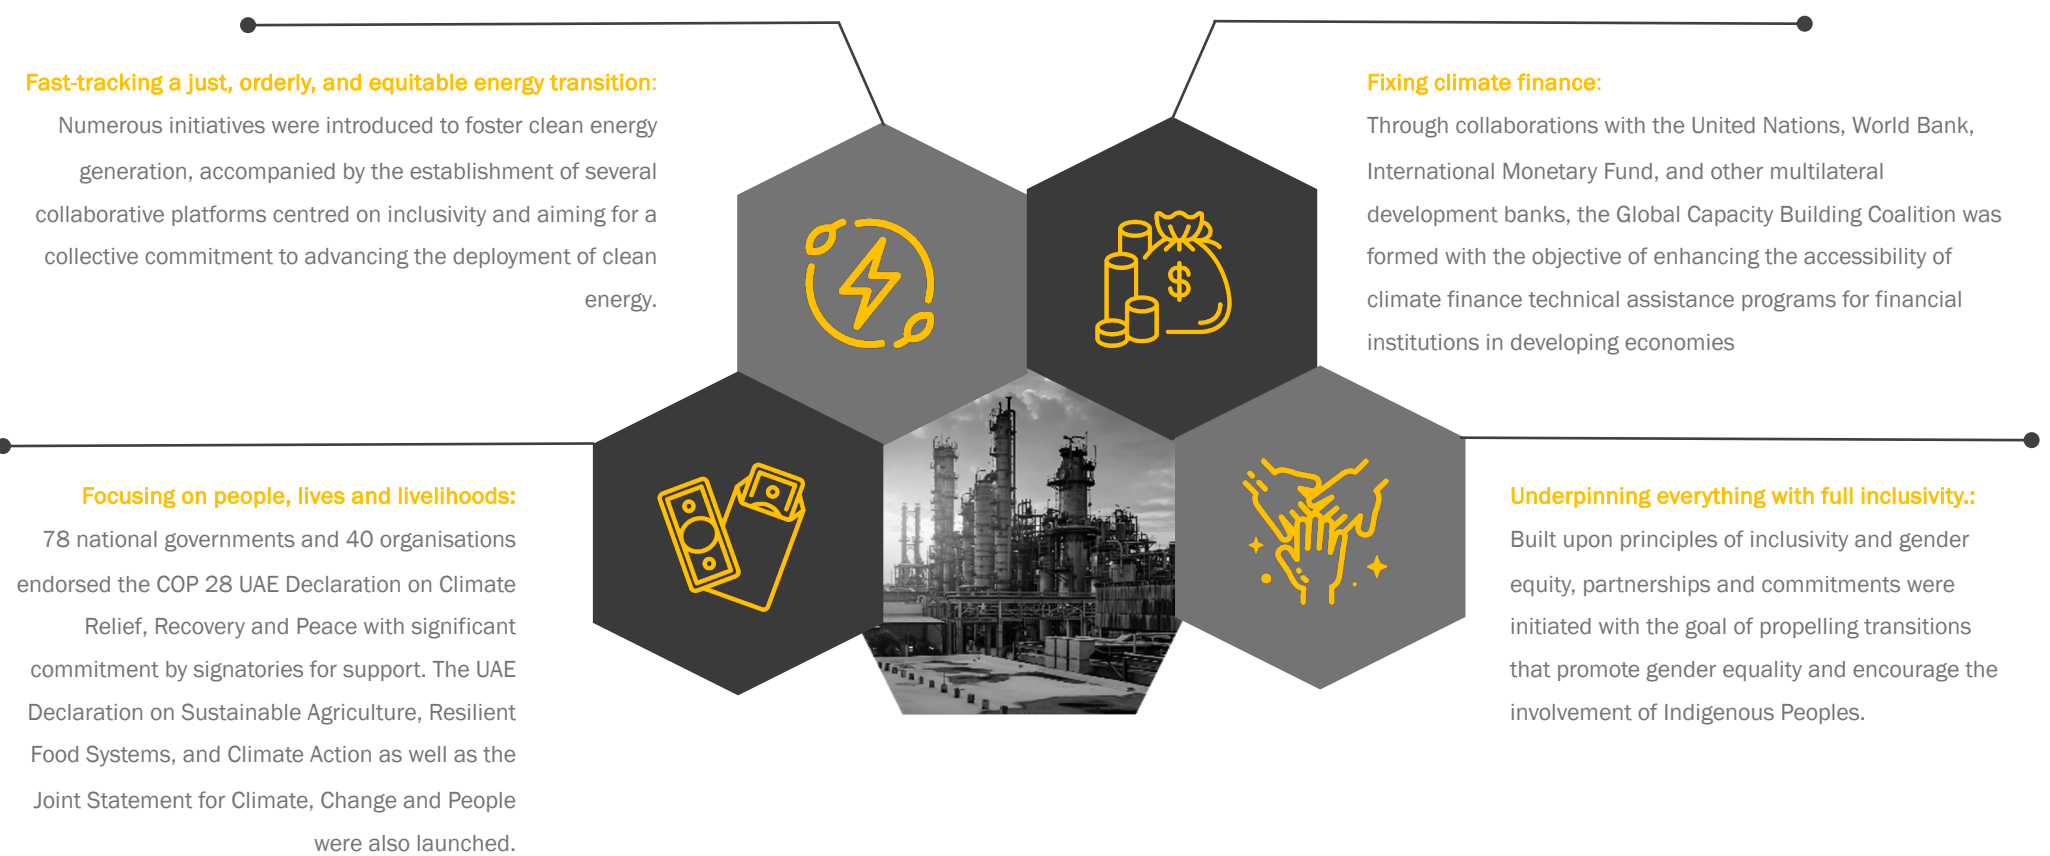 Fast-tracking a just, orderly, and equitable energy transition:
Numerous initiatives were introduced to foster clean energy
generation, accompanied by the establishment of several
collaborative platforms centred on inclusivity and aiming for a
collective commitment to advancing the deployment of clean
energy.
Fixing climate finance:
Through collaborations with the United Nations, World Bank,
International Monetary Fund, and other multilateral
development banks, the Global Capacity Building Coalition was
formed with the objective of enhancing the accessibility of
climate finance technical assistance programs for financial
institutions in developing economies
$
Focusing on people, lives and livelihoods:
78 national governments and 40 organisations
endorsed the COP 28 UAE Declaration on Climate
Relief, Recovery and Peace with significant
commitment by signatories for support. The UAE
Declaration on Sustainable Agriculture, Resilient
Food Systems, and Climate Action as well as the
Joint Statement for Climate, Change and People
were also launched.
Underpinning everything with full inclusivity.:
Built upon principles of inclusivity and gender
equity, partnerships and commitments were
initiated with the goal of propelling transitions
that promote gender equality and encourage the
involvement of Indigenous Peoples.